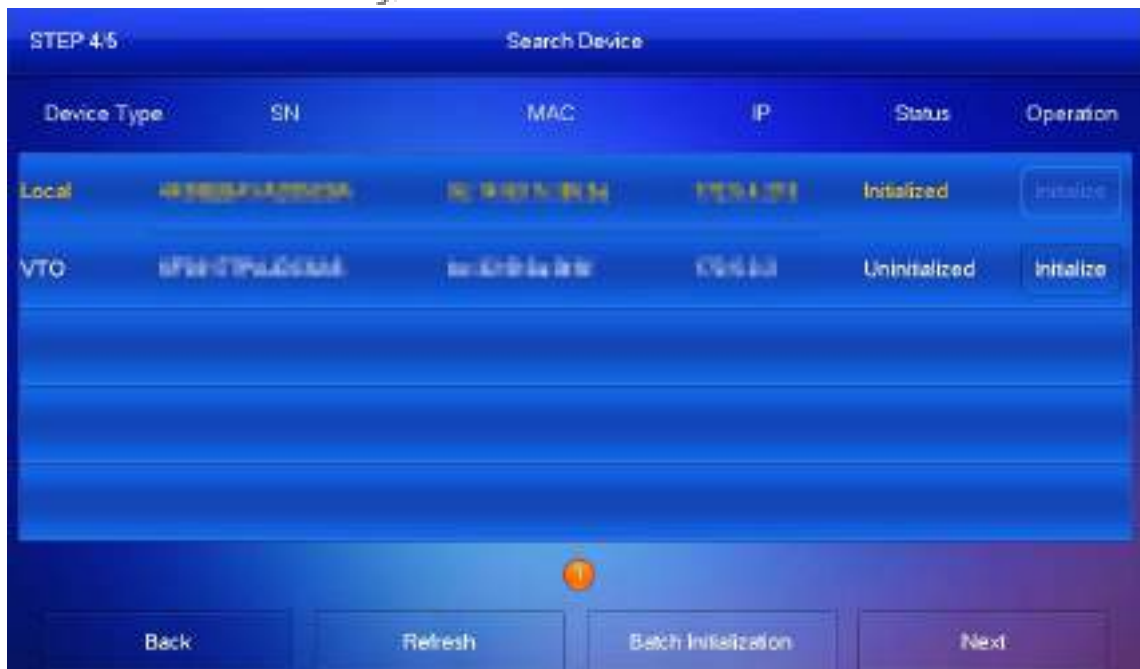 STEP 4/5 Search Device
Device Type SN MAC IP Status Operation
Local Initialized Initialize
VTO Uninitialized Initialize
1
Back Refresh Batch Initialization Next